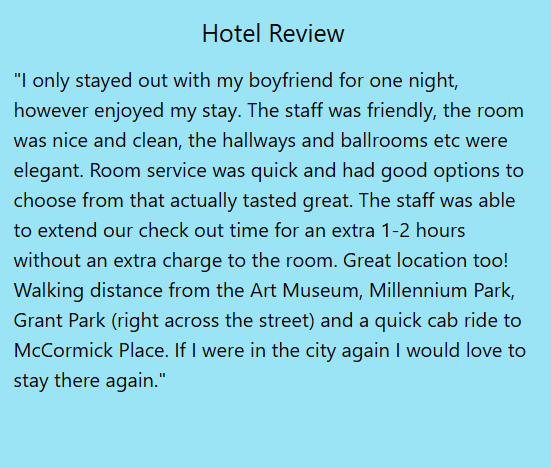 Hotel Review
"I only stayed out with my boyfriend for one night,
however enjoyed my stay. The staff was friendly, the room
was nice and clean, the hallways and ballrooms etc were
elegant. Room service was quick and had good options to
choose from that actually tasted great. The staff was able
to extend our check out time for an extra 1-2 hours
without an extra charge to the room. Great location too!
Walking distance from the Art Museum, Millennium Park,
Grant Park (right across the street) and a quick cab ride to
McCormick Place. If I were in the city again I would love to
stay there again."